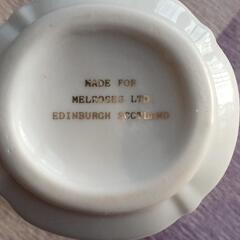 MADE FOR
MELROSES LTD
EDINBURGH SCOTLAND